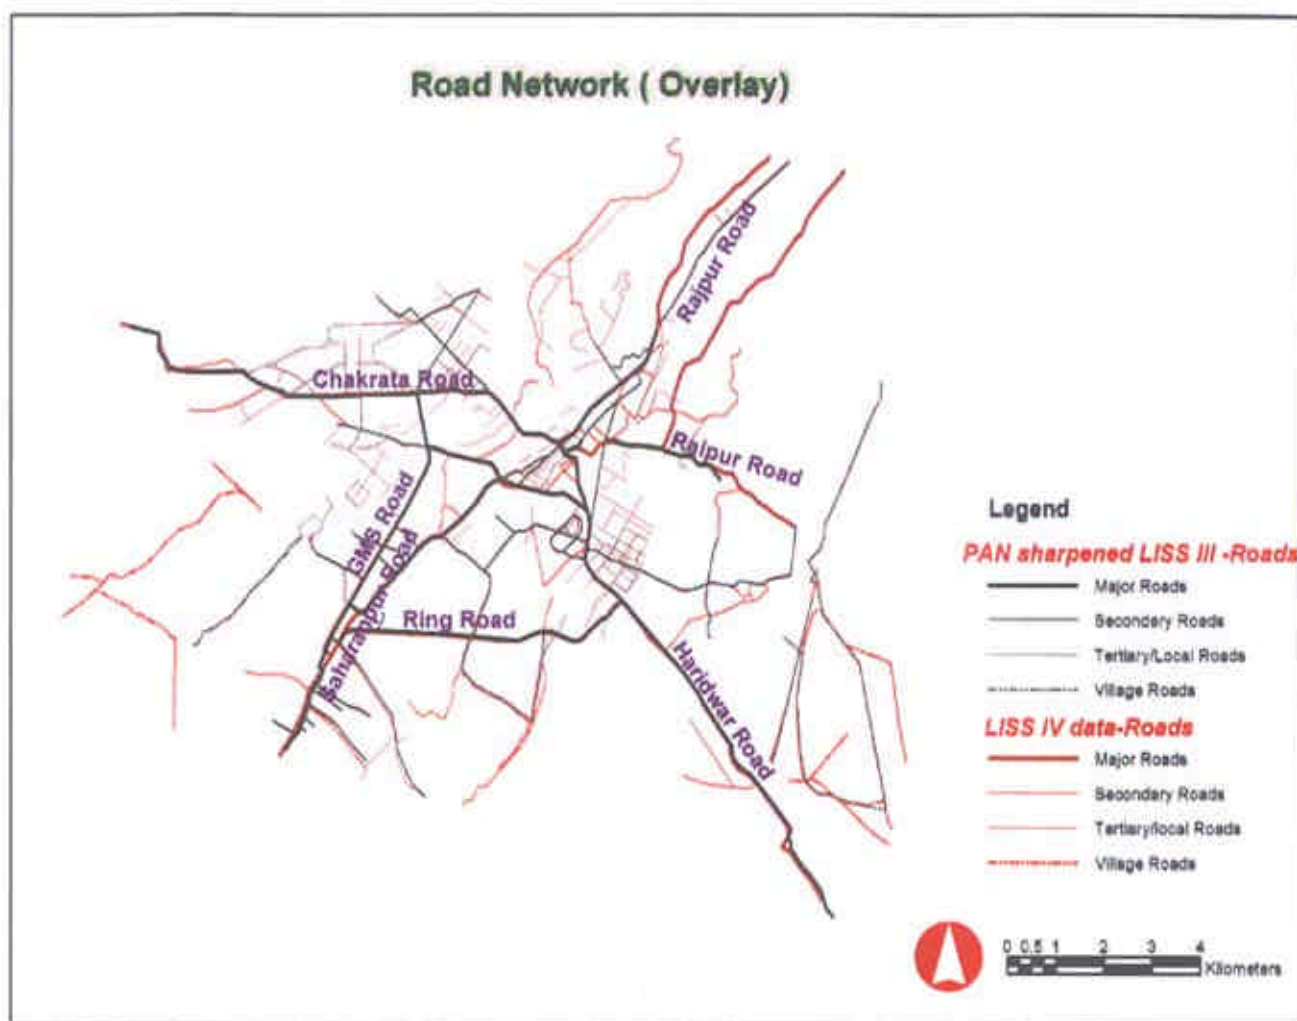 Road Network ( Overlay)
Rajpur Road
Chakrata Road
Raipur Road
GMS Road
Saharanpur Road
Ring Road
Haridwar Road
Legend
PAN sharpened LISS III -Roads
Major Roads
Secondary Roads
Tertiary/Local Roads
Village Roads
LISS IV data-Roads
Major Roads
Secondary Roads
Tertiary/local Roads
Village Roads
0 0.5 1 2 3 4
Kilometers